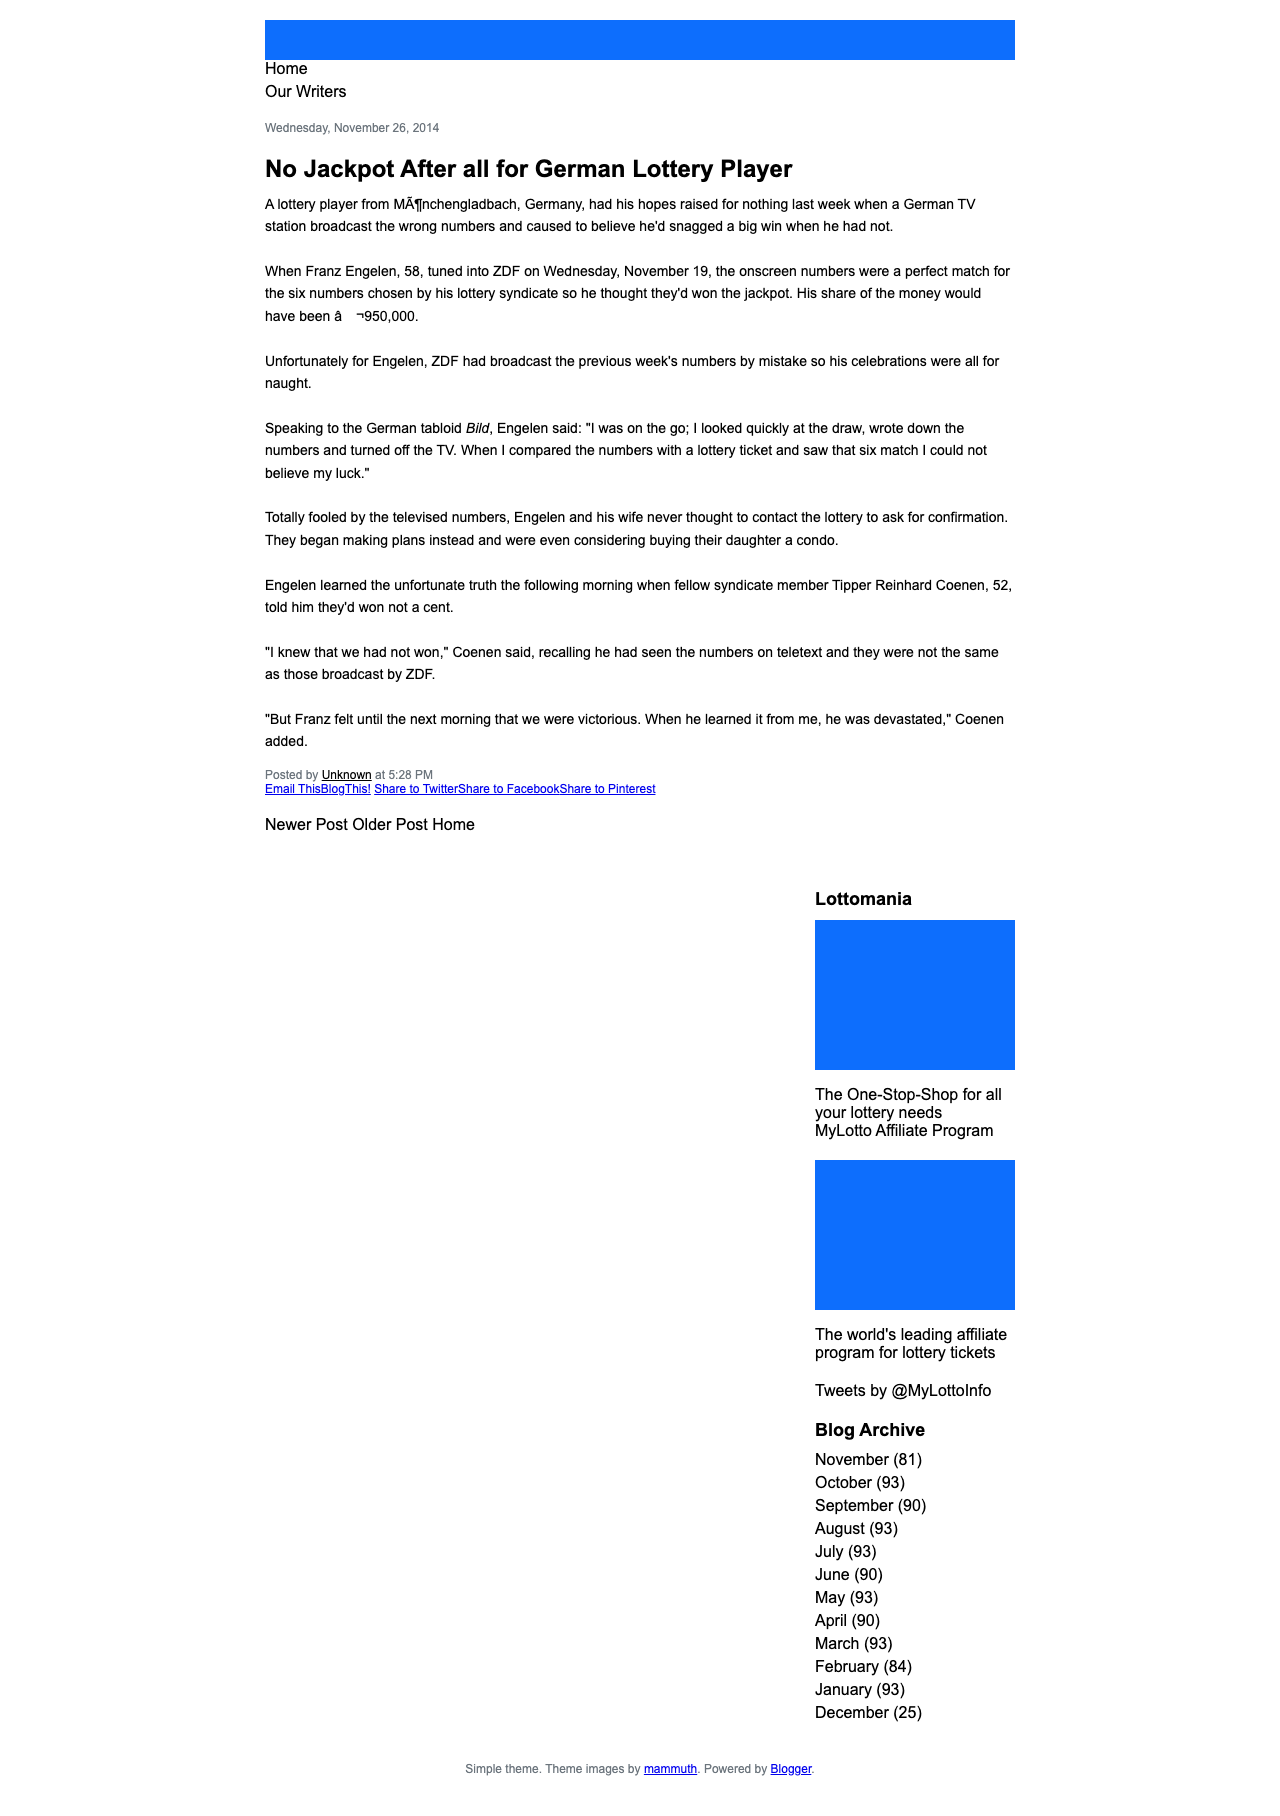 Home
Our Writers
Wednesday, November 26, 2014
No Jackpot After all for German Lottery Player
A lottery player from MÃ¶nchengladbach, Germany, had his hopes raised for nothing last week when a German TV
station broadcast the wrong numbers and caused to believe he'd snagged a big win when he had not.
When Franz Engelen, 58, tuned into ZDF on Wednesday, November 19, the onscreen numbers were a perfect match for
the six numbers chosen by his lottery syndicate so he thought they'd won the jackpot. His share of the money would
have been â ¬950,000.
Unfortunately for Engelen, ZDF had broadcast the previous week's numbers by mistake so his celebrations were all for
naught.
Speaking to the German tabloid Bild, Engelen said: "I was on the go; I looked quickly at the draw, wrote down the
numbers and turned off the TV. When I compared the numbers with a lottery ticket and saw that six match I could not
believe my luck."
Totally fooled by the televised numbers, Engelen and his wife never thought to contact the lottery to ask for confirmation.
They began making plans instead and were even considering buying their daughter a condo.
Engelen learned the unfortunate truth the following morning when fellow syndicate member Tipper Reinhard Coenen, 52,
told him they'd won not a cent.
"I knew that we had not won," Coenen said, recalling he had seen the numbers on teletext and they were not the same
as those broadcast by ZDF.
"But Franz felt until the next morning that we were victorious. When he learned it from me, he was devastated," Coenen
added.
Posted by Unknown at 5:28 PM
Email ThisBlogThis! Share to TwitterShare to FacebookShare to Pinterest
Newer Post Older Post Home
Lottomania
The One-Stop-Shop for all
your lottery needs
MyLotto Affiliate Program
The world's leading affiliate
program for lottery tickets
Tweets by @MyLottoInfo
Blog Archive
November (81)
October (93)
September (90)
August (93)
July (93)
June (90)
May (93)
April (90)
March (93)
February (84)
January (93)
December (25)
Simple theme. Theme images by mammuth. Powered by Blogger.